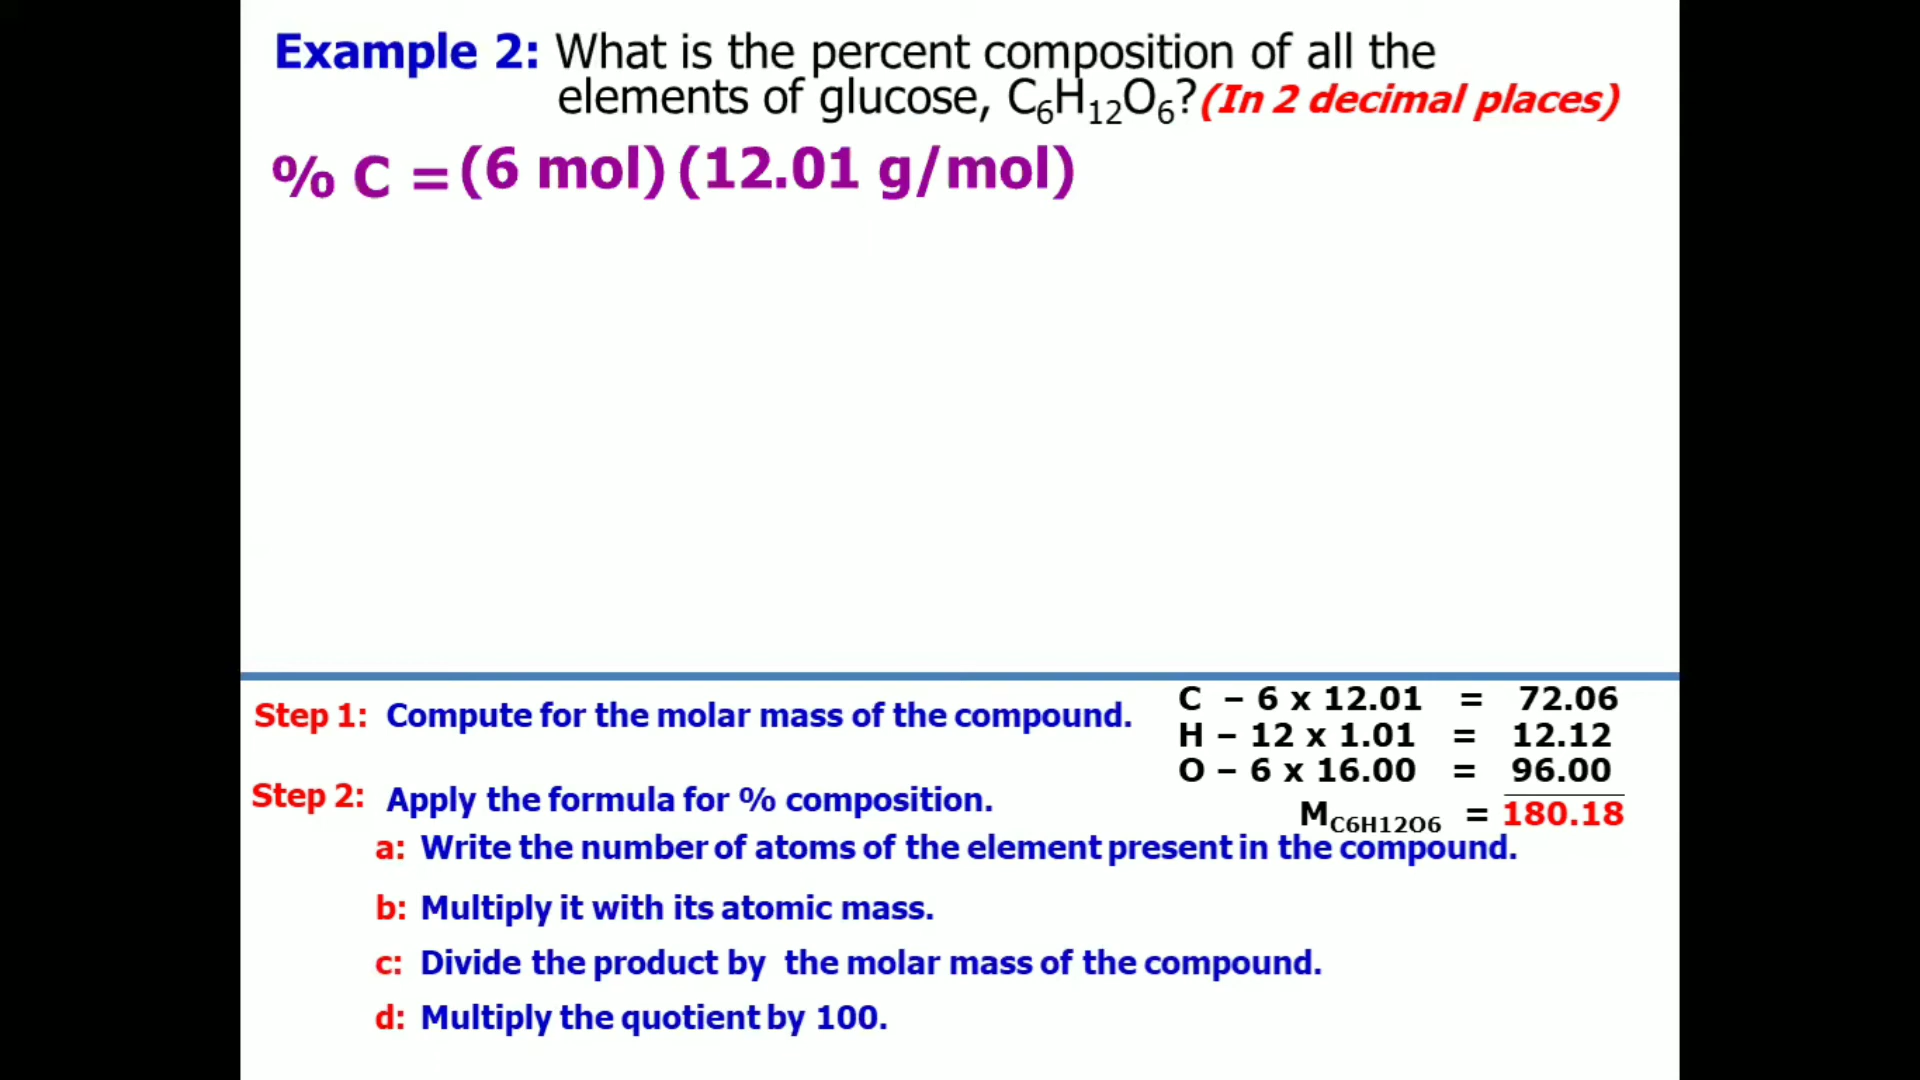 Example 2: What is the percent composition of all the
elements of glucose, C₆H₁₂O₆? (In 2 decimal places)
% C = (6 mol) (12.01 g/mol)
Step 1: Compute for the molar mass of the compound.
C – 6 x 12.01 = 72.06
H – 12 x 1.01 = 12.12
O – 6 x 16.00 = 96.00
M C6H12O6 = 180.18
Step 2: Apply the formula for % composition.
a: Write the number of atoms of the element present in the compound.
b: Multiply it with its atomic mass.
c: Divide the product by the molar mass of the compound.
d: Multiply the quotient by 100.